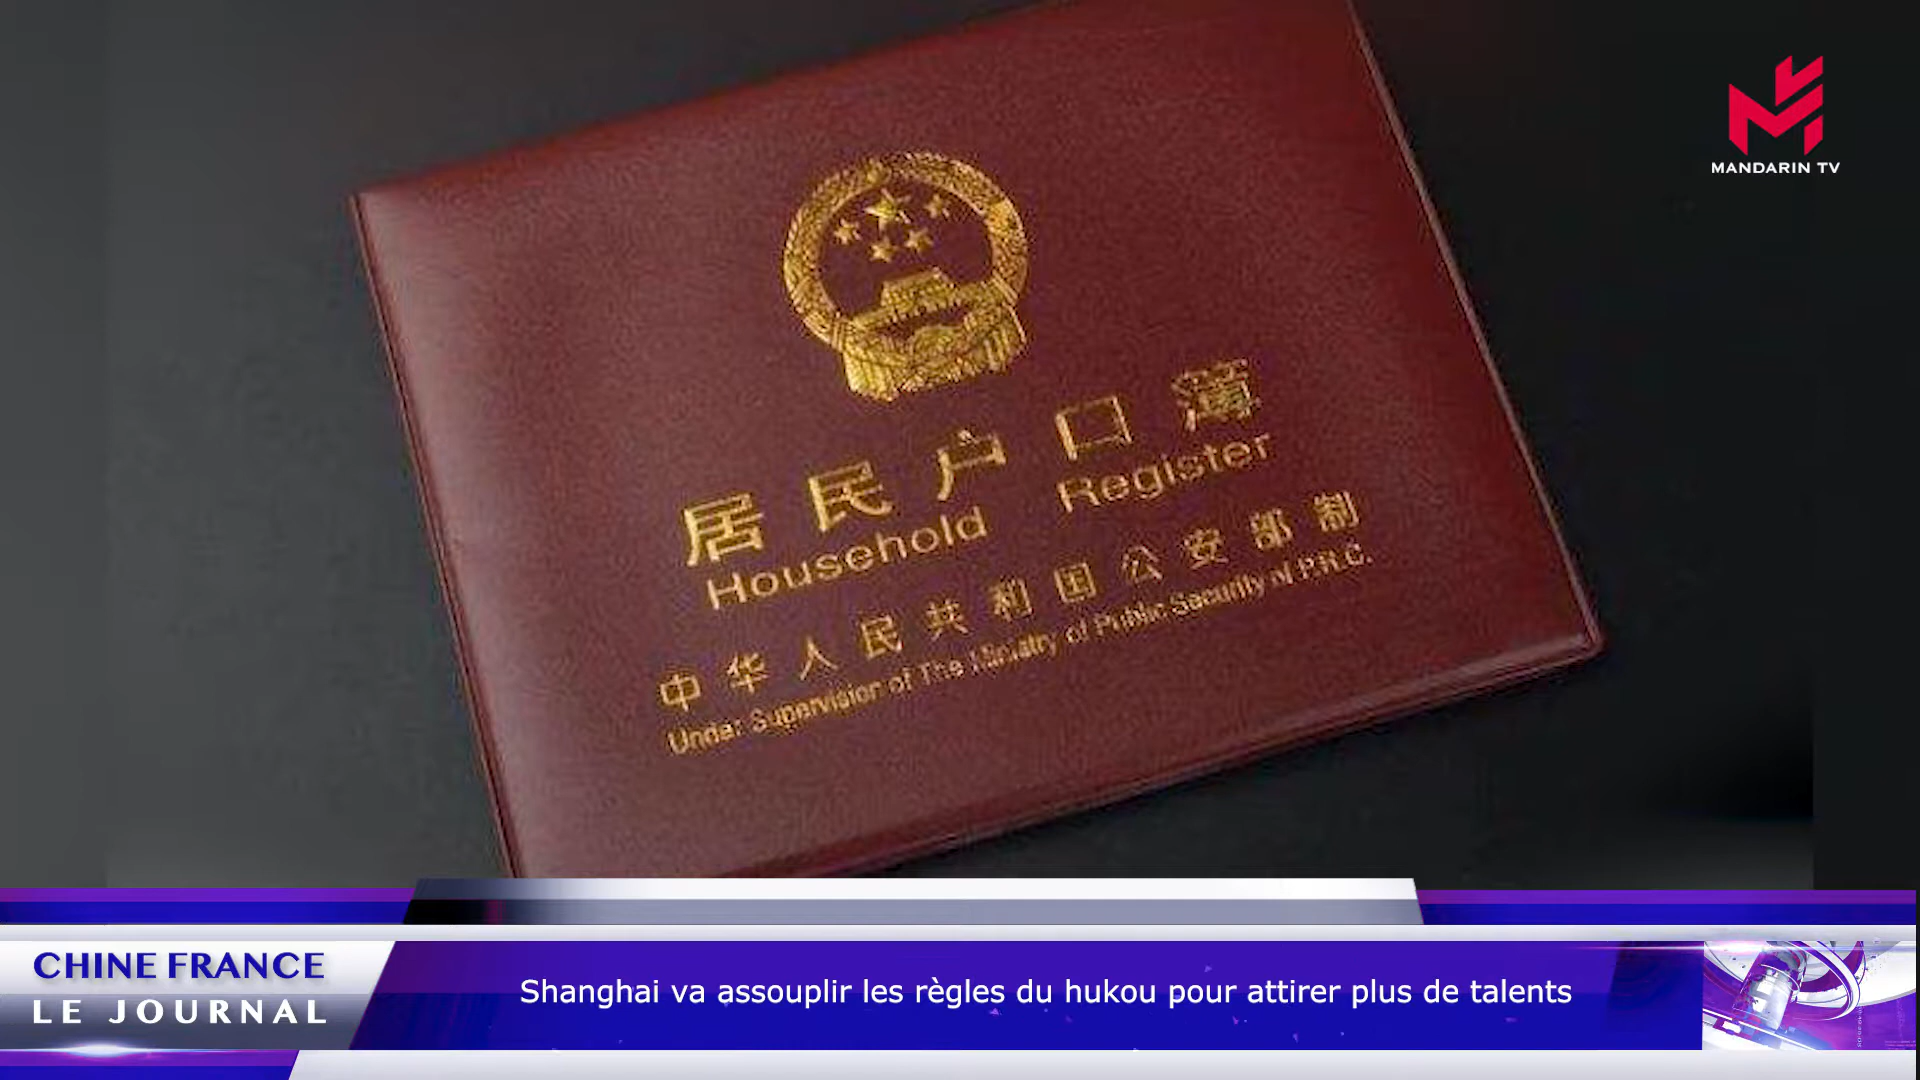 MANDARIN TV
居民户口簿
Household Register
中华人民共和国公安部制
Under Supervision of The Ministry of Public Security of P.R.C.
CHINE FRANCE
LE JOURNAL
Shanghai va assouplir les règles du hukou pour attirer plus de talents